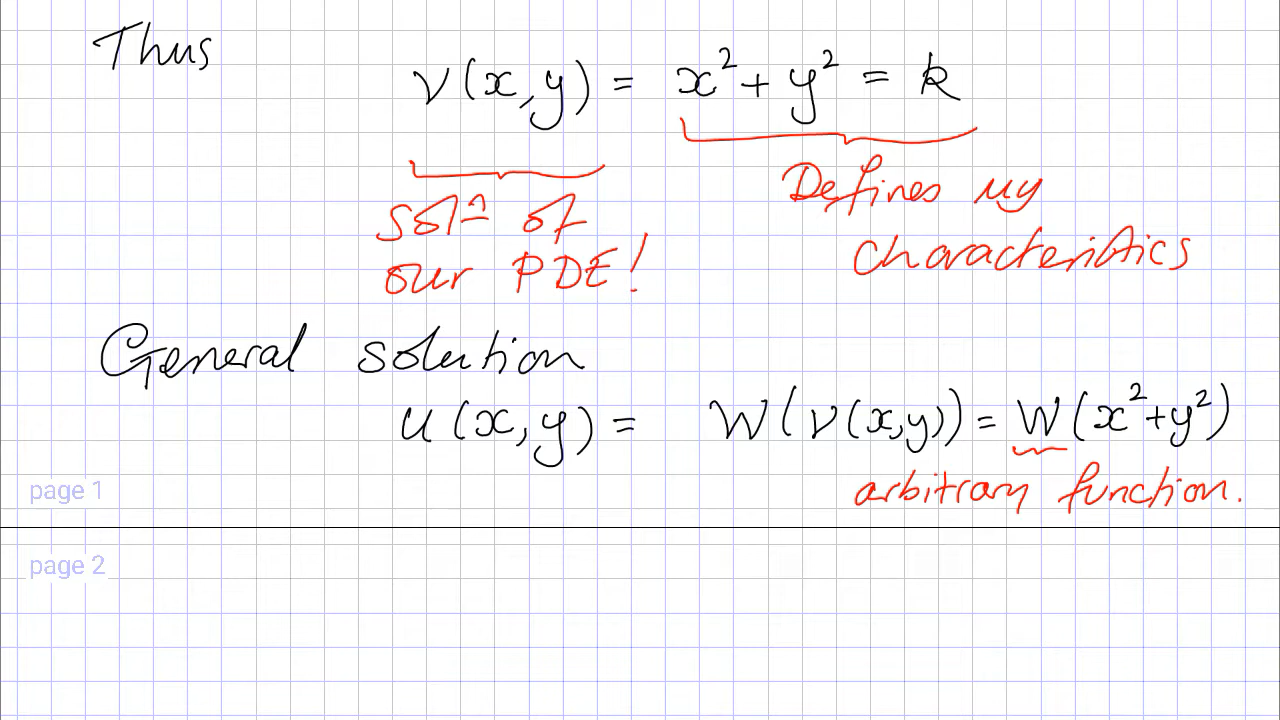 Thus
v(x,y) = x² + y² = k
Defines my
characteristics
solⁿ of
our PDE!
General solution
u(x,y) = W(v(x,y)) = W(x²+y²)
arbitrary function.
page 1
page 2